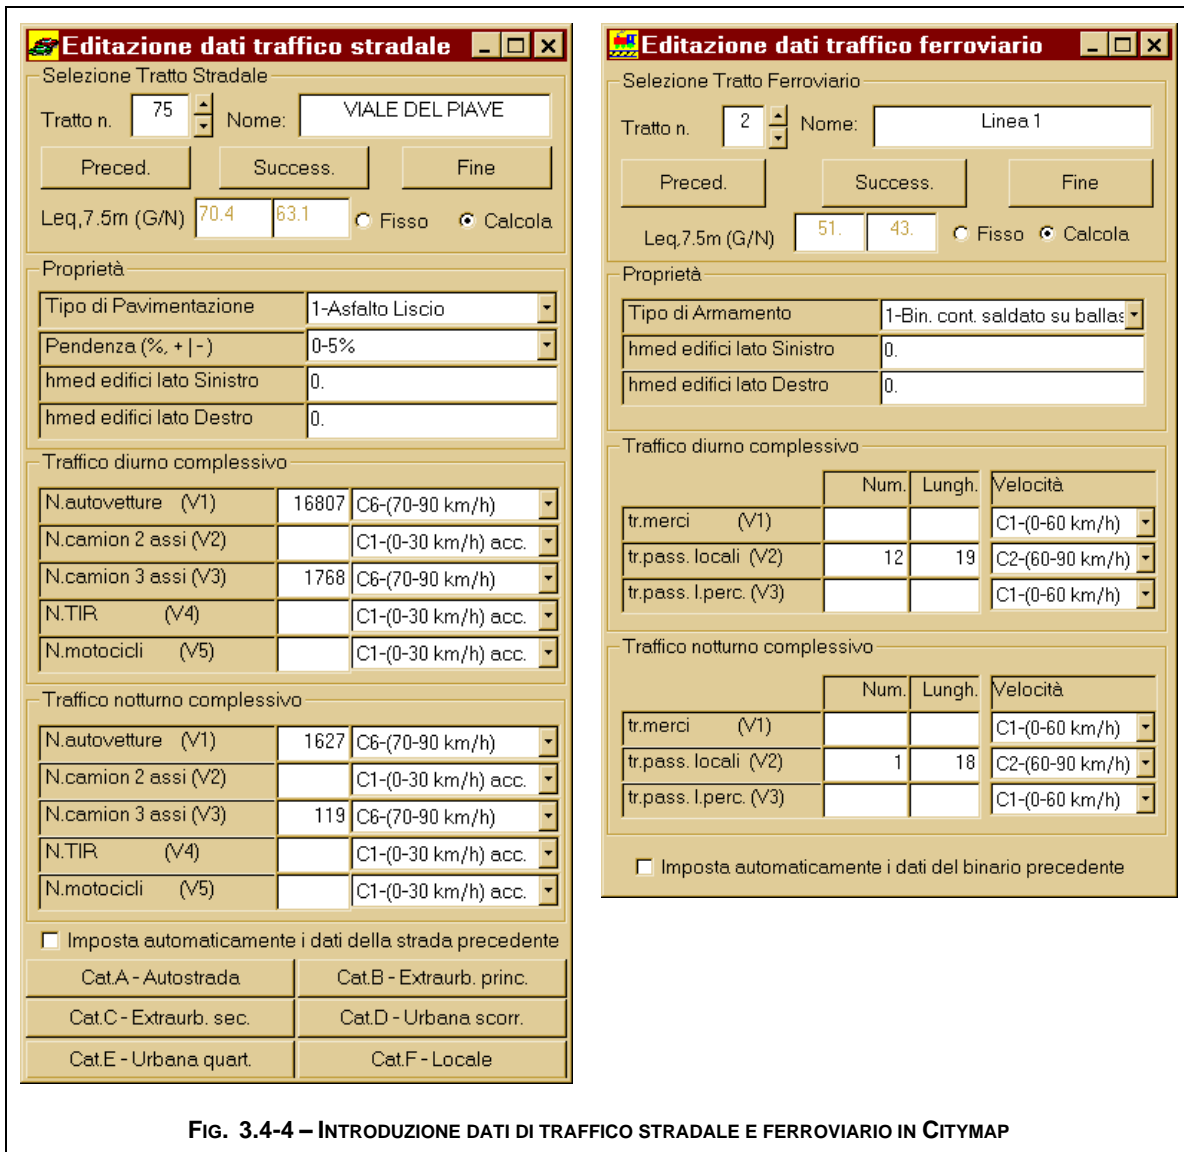 Editazione dati traffico stradale
Selezione Tratto Stradale
Tratto n. 75 Nome: VIALE DEL PIAVE
Preced. Success. Fine
Leq,7.5m (G/N) 70.4 63.1 Fisso Calcola
Proprietà
Tipo di Pavimentazione 1-Asfalto Liscio
Pendenza (%, + | -) 0-5%
hmed edifici lato Sinistro 0.
hmed edifici lato Destro 0.
Traffico diurno complessivo
N.autovetture (V1) 16807 C6-(70-90 km/h)
N.camion 2 assi (V2) C1-(0-30 km/h) acc.
N.camion 3 assi (V3) 1768 C6-(70-90 km/h)
N.TIR (V4) C1-(0-30 km/h) acc.
N.motocicli (V5) C1-(0-30 km/h) acc.
Traffico notturno complessivo
N.autovetture (V1) 1627 C6-(70-90 km/h)
N.camion 2 assi (V2) C1-(0-30 km/h) acc.
N.camion 3 assi (V3) 119 C6-(70-90 km/h)
N.TIR (V4) C1-(0-30 km/h) acc.
N.motocicli (V5) C1-(0-30 km/h) acc.
Imposta automaticamente i dati della strada precedente
Cat.A - Autostrada Cat.B - Extraurb. princ.
Cat.C - Extraurb. sec. Cat.D - Urbana scorr.
Cat.E - Urbana quart. Cat.F - Locale
Editazione dati traffico ferroviario
Selezione Tratto Ferroviario
Tratto n. 2 Nome: Linea 1
Preced. Success. Fine
Leq,7.5m (G/N) 51. 43. Fisso Calcola
Proprietà
Tipo di Armamento 1-Bin. cont. saldato su ballas
hmed edifici lato Sinistro 0.
hmed edifici lato Destro 0.
Traffico diurno complessivo
Num. Lungh. Velocità
tr.merci (V1) C1-(0-60 km/h)
tr.pass. locali (V2) 12 19 C2-(60-90 km/h)
tr.pass. l.perc. (V3) C1-(0-60 km/h)
Traffico notturno complessivo
Num. Lungh. Velocità
tr.merci (V1) C1-(0-60 km/h)
tr.pass. locali (V2) 1 18 C2-(60-90 km/h)
tr.pass. l.perc. (V3) C1-(0-60 km/h)
Imposta automaticamente i dati del binario precedente
FIG. 3.4-4 – INTRODUZIONE DATI DI TRAFFICO STRADALE E FERROVIARIO IN CITYMAP